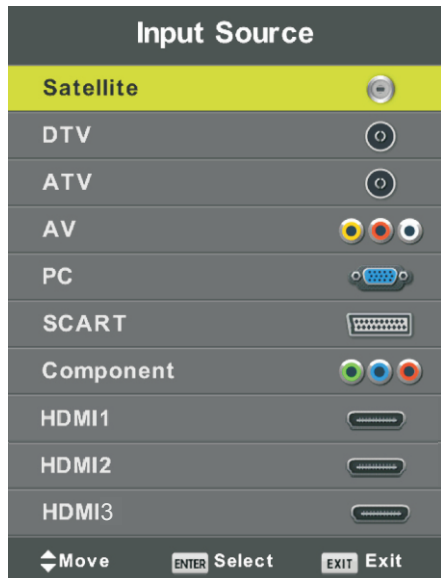 Input Source
Satellite
DTV
ATV
AV
PC
SCART
Component
HDMI1
HDMI2
HDMI3
Move ENTER Select EXIT Exit